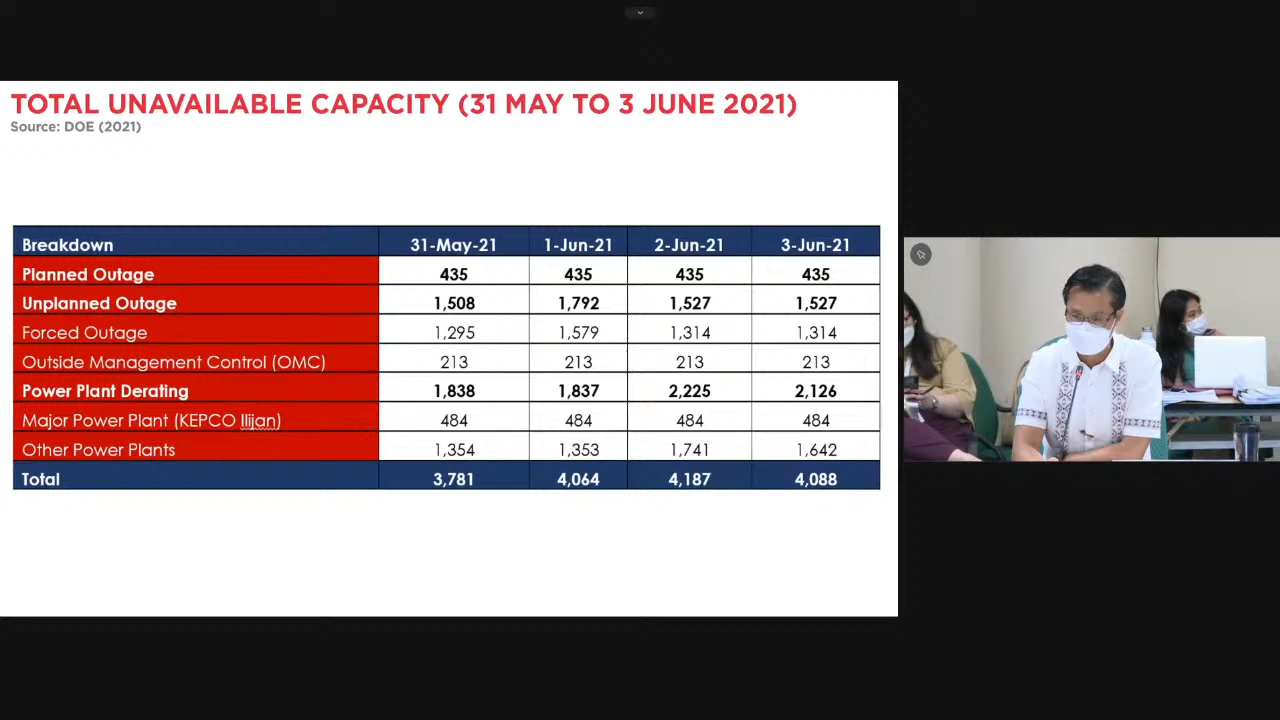 TOTAL UNAVAILABLE CAPACITY (31 MAY TO 3 JUNE 2021)
Source: DOE (2021)
Breakdown 31-May-21 1-Jun-21 2-Jun-21 3-Jun-21
Planned Outage 435 435 435 435
Unplanned Outage 1,508 1,792 1,527 1,527
Forced Outage 1,295 1,579 1,314 1,314
Outside Management Control (OMC) 213 213 213 213
Power Plant Derating 1,838 1,837 2,225 2,126
Major Power Plant (KEPCO Ilijan) 484 484 484 484
Other Power Plants 1,354 1,353 1,741 1,642
Total 3,781 4,064 4,187 4,088